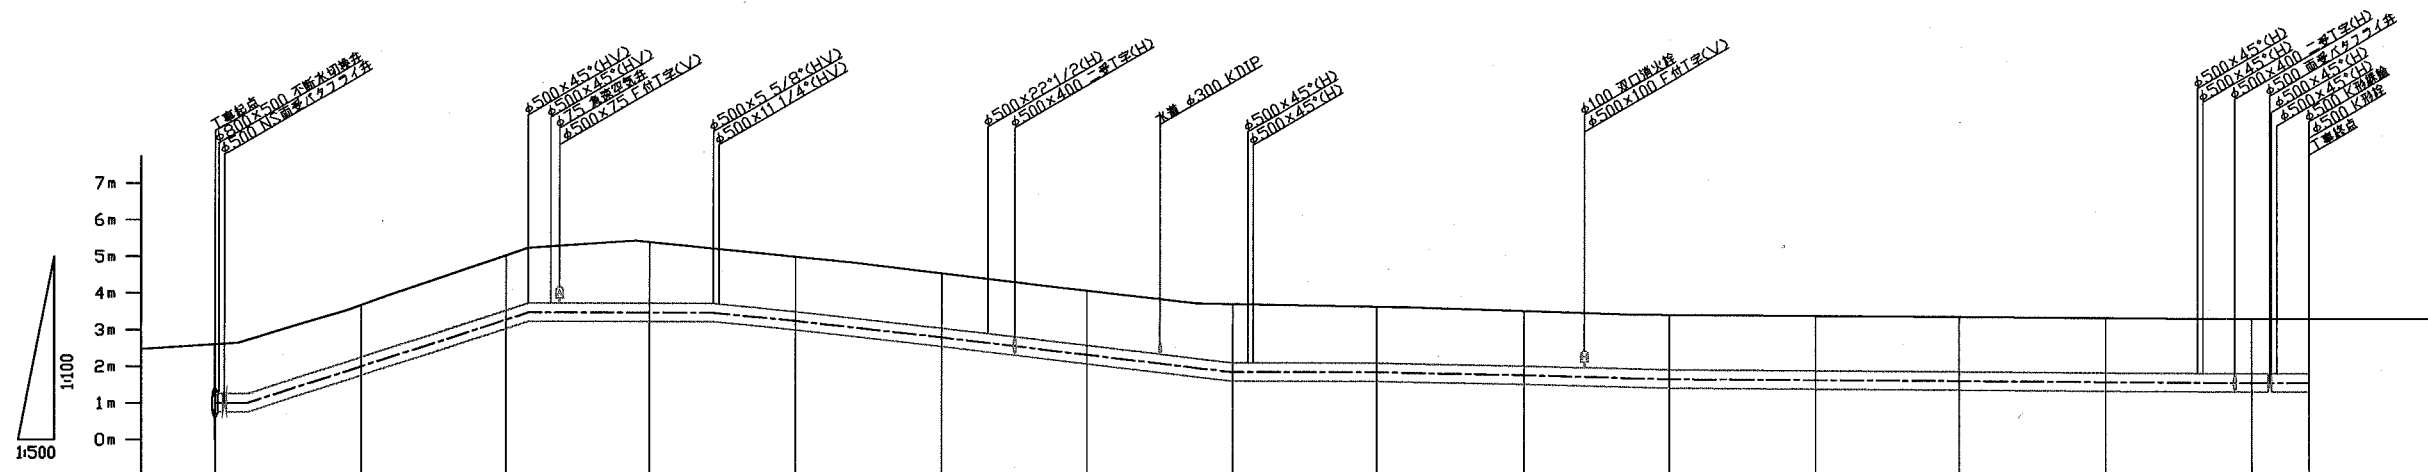 工事起点
φ800×500 不断水切換弁
φ500 NS 両受バタフライ弁
φ500×45°(HV)
φ500×45°(HV)
φ75 急速空気弁
φ500×75 F付T字(V)
φ500×5 5/8°(HV)
φ500×11 1/4°(HV)
φ500×22°1/2(H)
φ500×400 二受T字(H)
水道 φ300 KDIP
φ500×45°(H)
φ500×45°(H)
φ100 双口消火栓
φ500×100 F付T字(V)
φ500×45°(H)
φ500×45°(H)
φ500×400 二受T字(H)
φ500 両受バタフライ弁
φ500×45°(H)
φ500×45°(H)
φ500 K形継輪
φ500 K形栓
工事終点
7m
6m
5m
4m
3m
2m
1m
0m
1:100
1:500